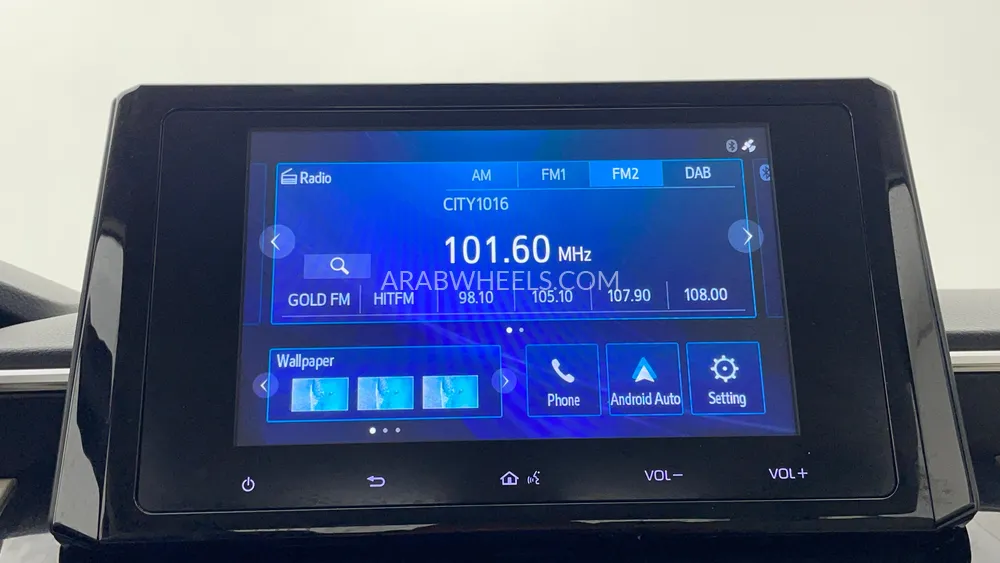 Radio AM FM1 FM2 DAB
CITY1016
101.60 MHz
ARABWHEELS.COM
GOLD FM HITFM 98.10 105.10 107.90 108.00
Wallpaper
Phone Android Auto Setting
VOL− VOL+